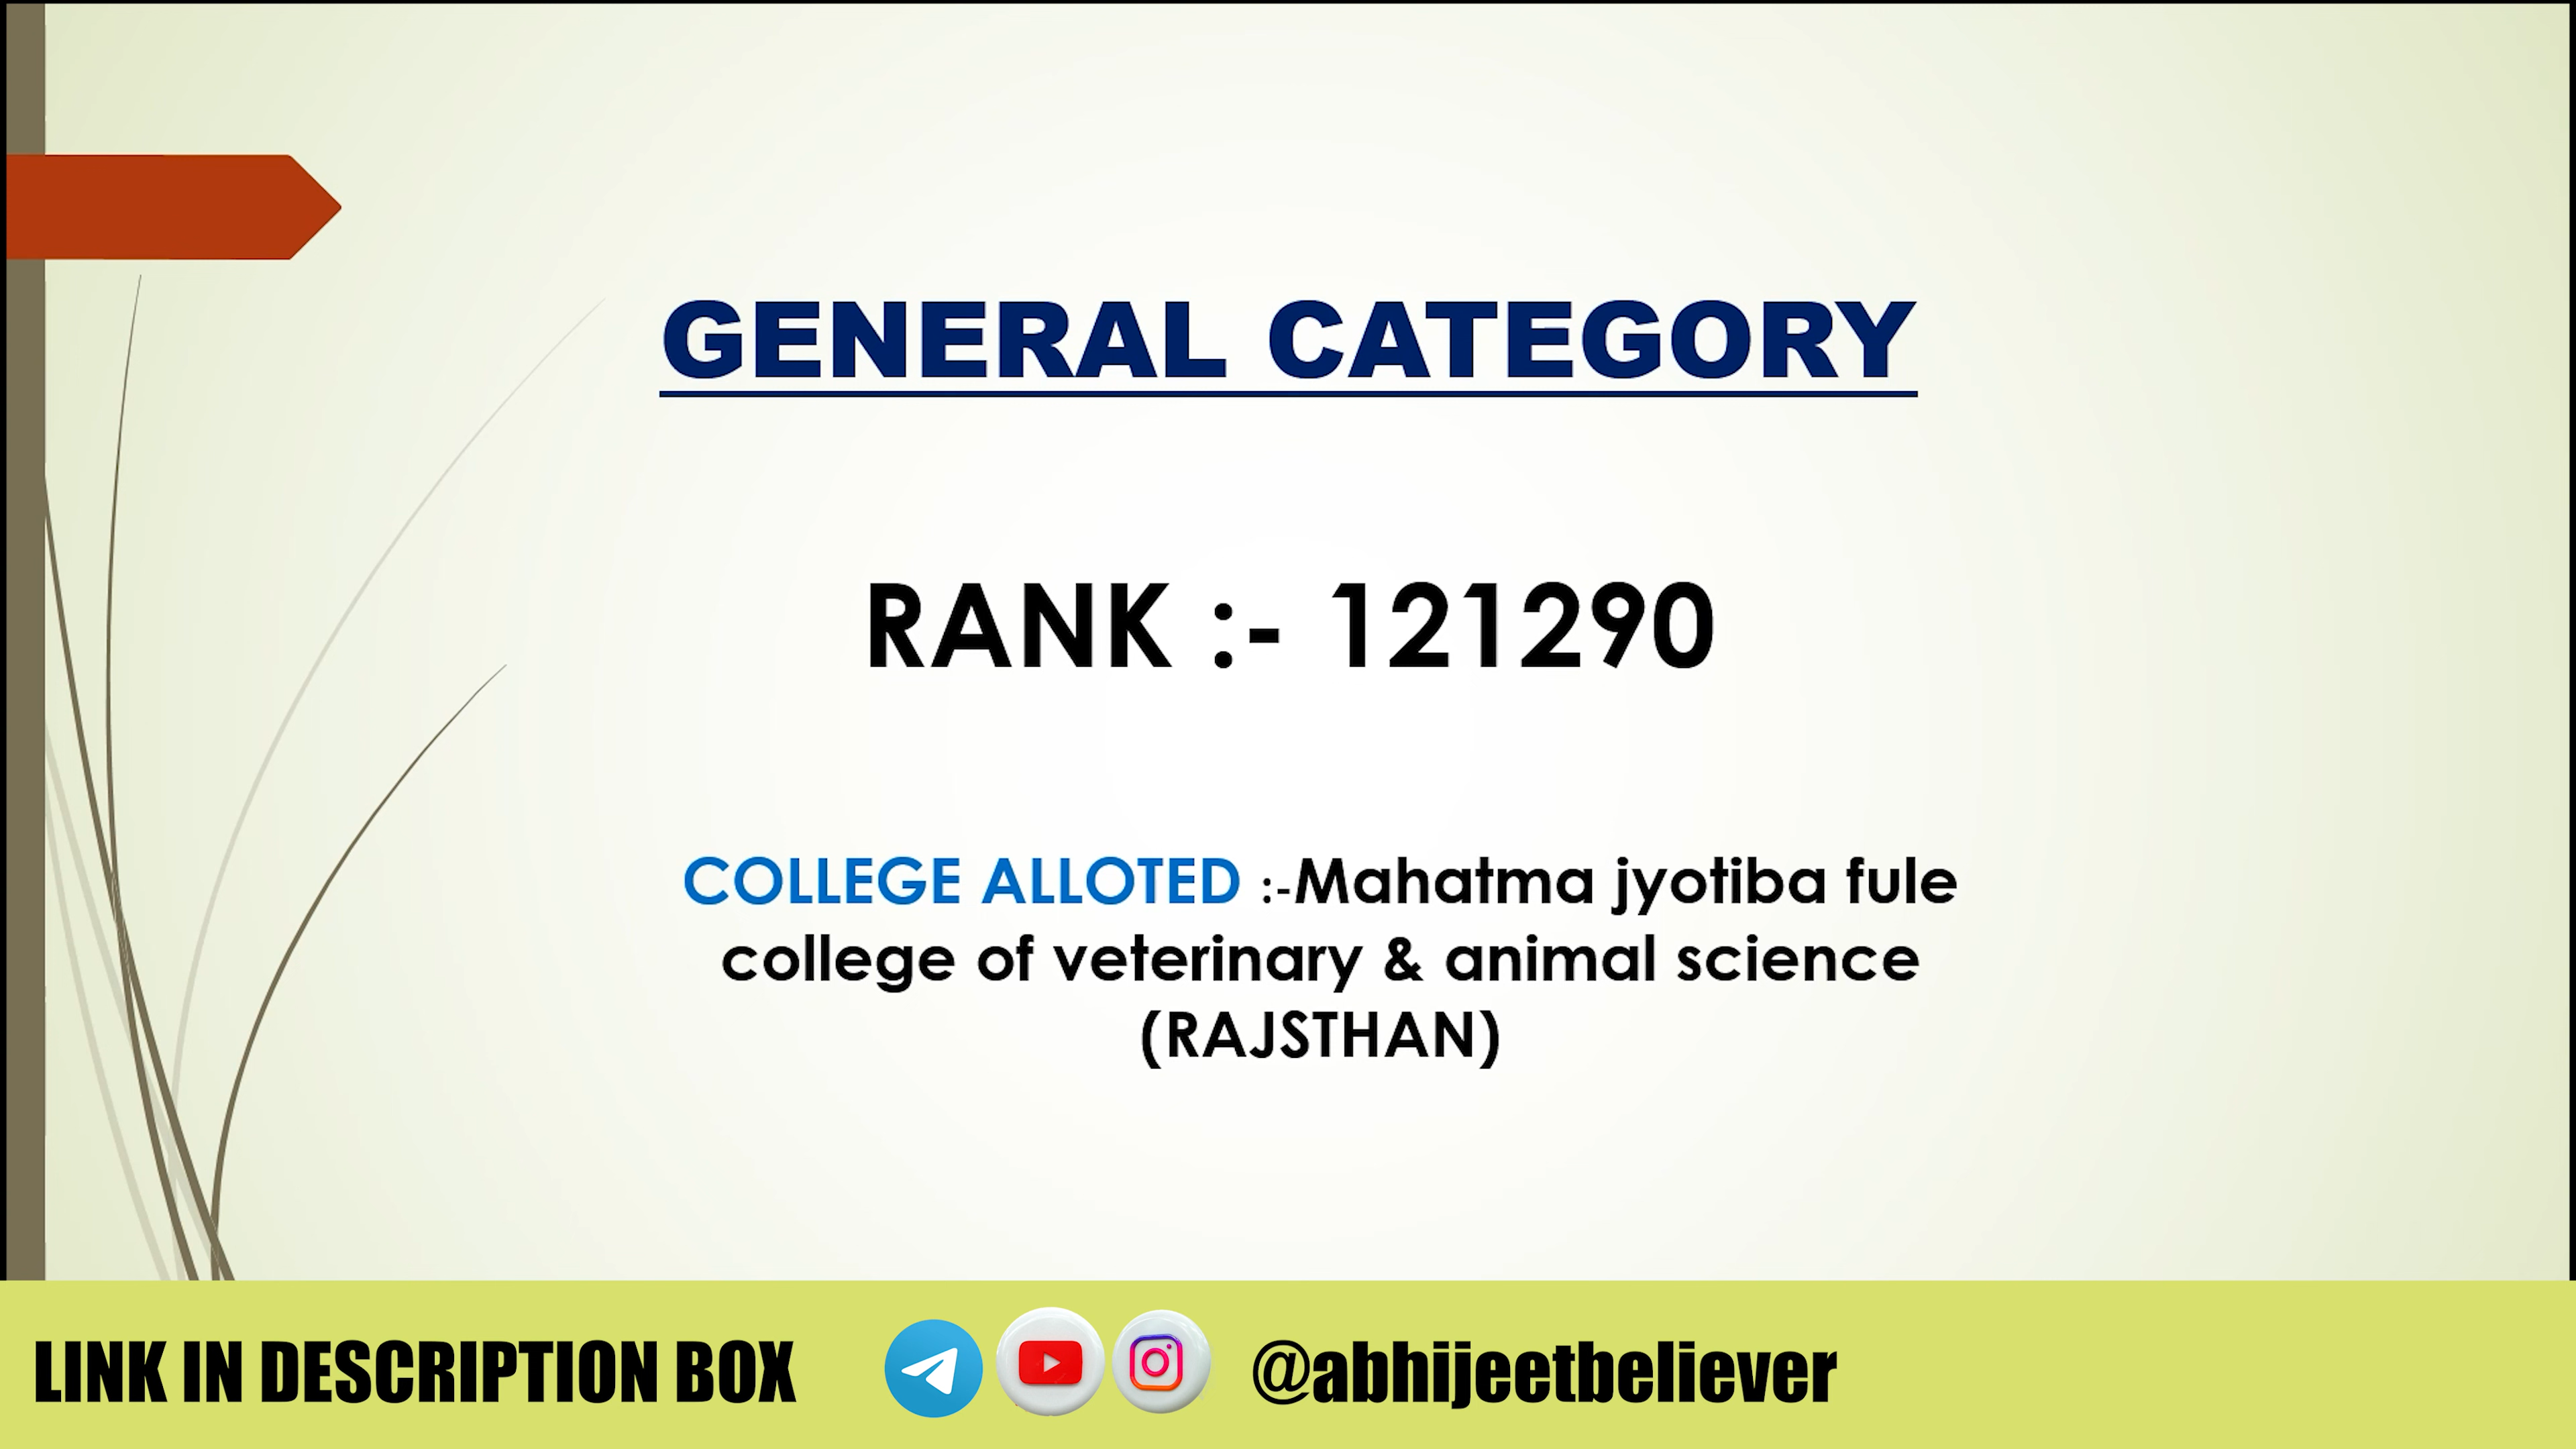 GENERAL CATEGORY
RANK :- 121290
COLLEGE ALLOTED :-Mahatma jyotiba fule
college of veterinary & animal science
(RAJSTHAN)
LINK IN DESCRIPTION BOX @abhijeetbeliever